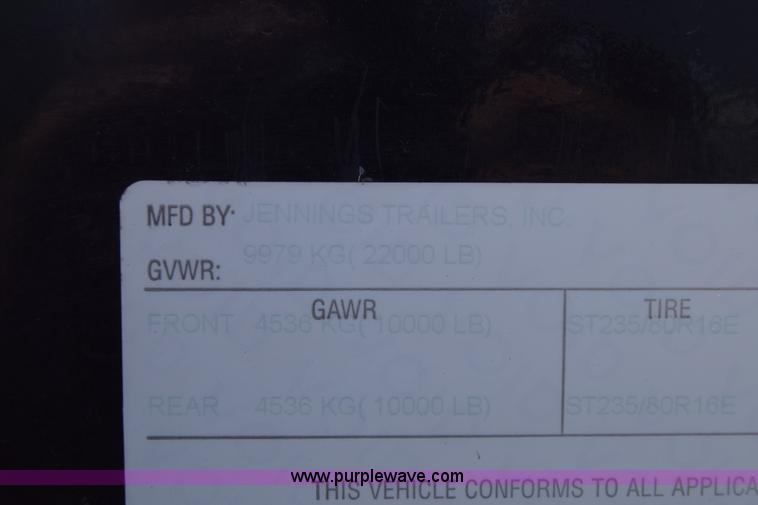 MFD BY: JENNINGS TRAILERS, INC.
GVWR: 9979 KG( 22000 LB)
GAWR TIRE
FRONT 4536 KG( 10000 LB) ST235/80R16E
REAR 4536 KG( 10000 LB) ST235/80R16E
www.purplewave.com
THIS VEHICLE CONFORMS TO ALL APPLICA